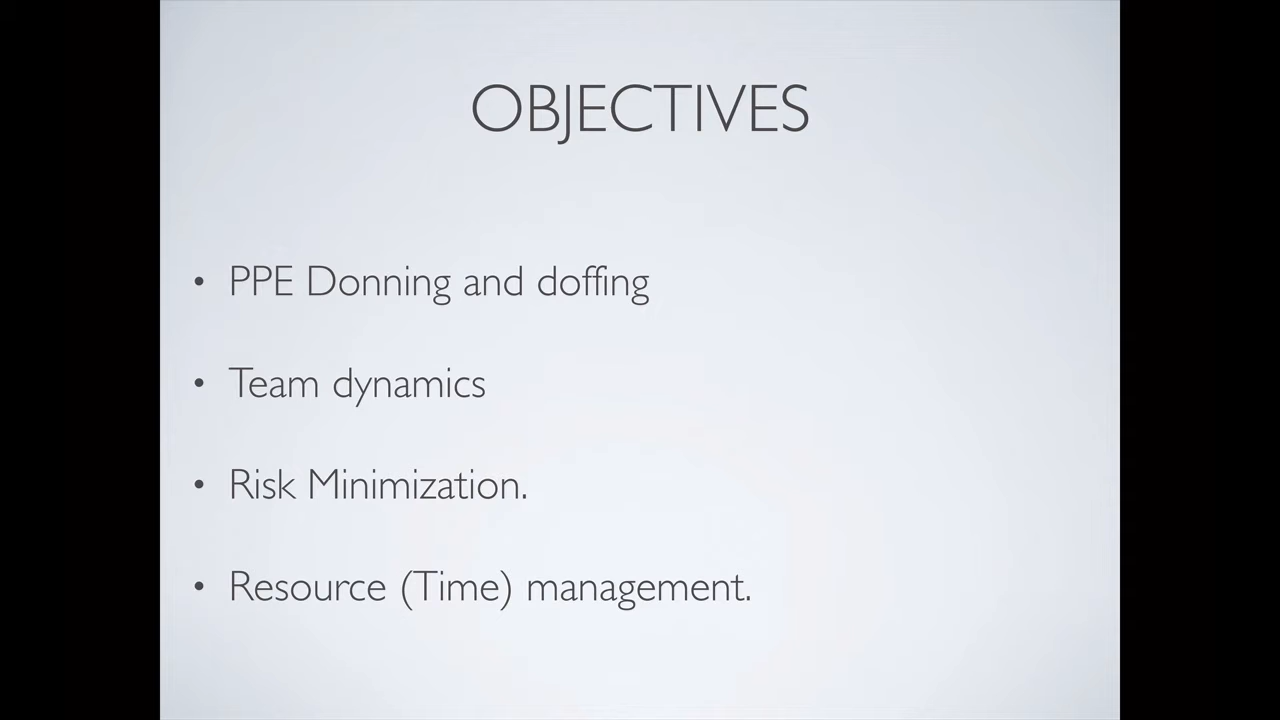 OBJECTIVES
• PPE Donning and doffing
• Team dynamics
• Risk Minimization.
• Resource (Time) management.